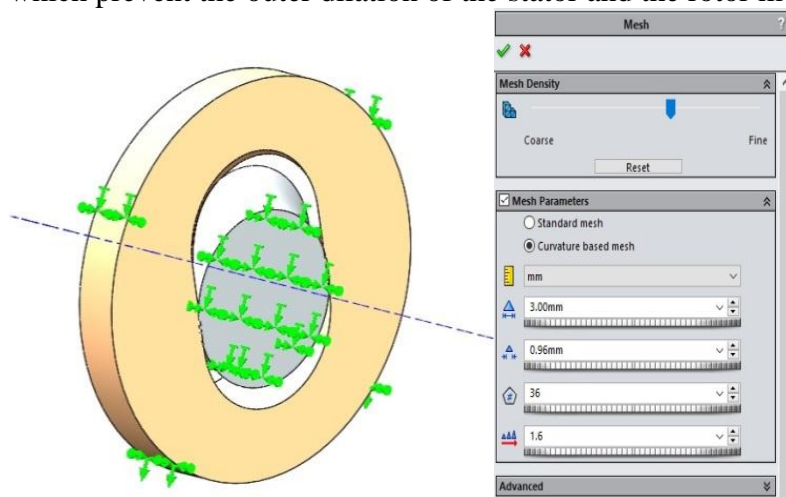 which prevent the outer dilation of the stator and the rotor in
Mesh
?
Mesh Density
Coarse Fine
Reset
Mesh Parameters
Standard mesh
Curvature based mesh
mm
3.00mm
0.96mm
36
1.6
Advanced